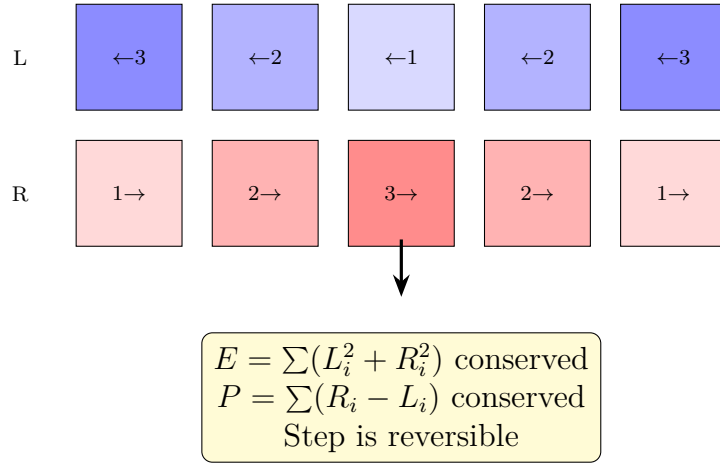 L ←3 ←2 ←1 ←2 ←3
R 1→ 2→ 3→ 2→ 1→
E = ∑(L_i^2 + R_i^2) conserved
P = ∑(R_i − L_i) conserved
Step is reversible